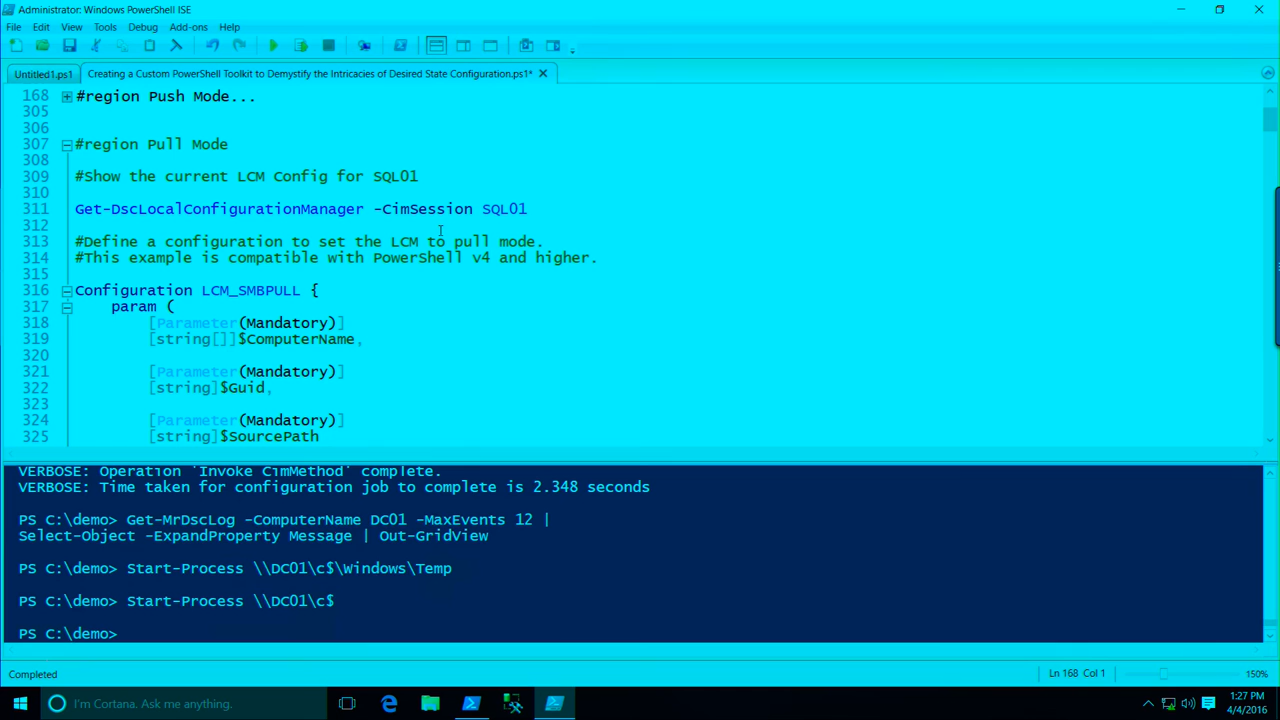 Administrator: Windows PowerShell ISE
File Edit View Tools Debug Add-ons Help
Untitled1.ps1 Creating a Custom PowerShell Toolkit to Demystify the Intricacies of Desired State Configuration.ps1*
168 #region Push Mode...
305
306
307 #region Pull Mode
308
309 #Show the current LCM Config for SQL01
310
311 Get-DscLocalConfigurationManager -CimSession SQL01
312
313 #Define a configuration to set the LCM to pull mode.
314 #This example is compatible with PowerShell v4 and higher.
315
316 Configuration LCM_SMBPULL {
317 param (
318 [Parameter(Mandatory)]
319 [string[]]$ComputerName,
320
321 [Parameter(Mandatory)]
322 [string]$Guid,
323
324 [Parameter(Mandatory)]
325 [string]$SourcePath
VERBOSE: Operation 'Invoke CimMethod' complete.
VERBOSE: Time taken for configuration job to complete is 2.348 seconds
PS C:\demo> Get-MrDscLog -ComputerName DC01 -MaxEvents 12 |
Select-Object -ExpandProperty Message | Out-GridView
PS C:\demo> Start-Process \\DC01\c$\Windows\Temp
PS C:\demo> Start-Process \\DC01\c$
PS C:\demo>
Completed Ln 168 Col 1 150%
I'm Cortana. Ask me anything. 1:27 PM
4/4/2016